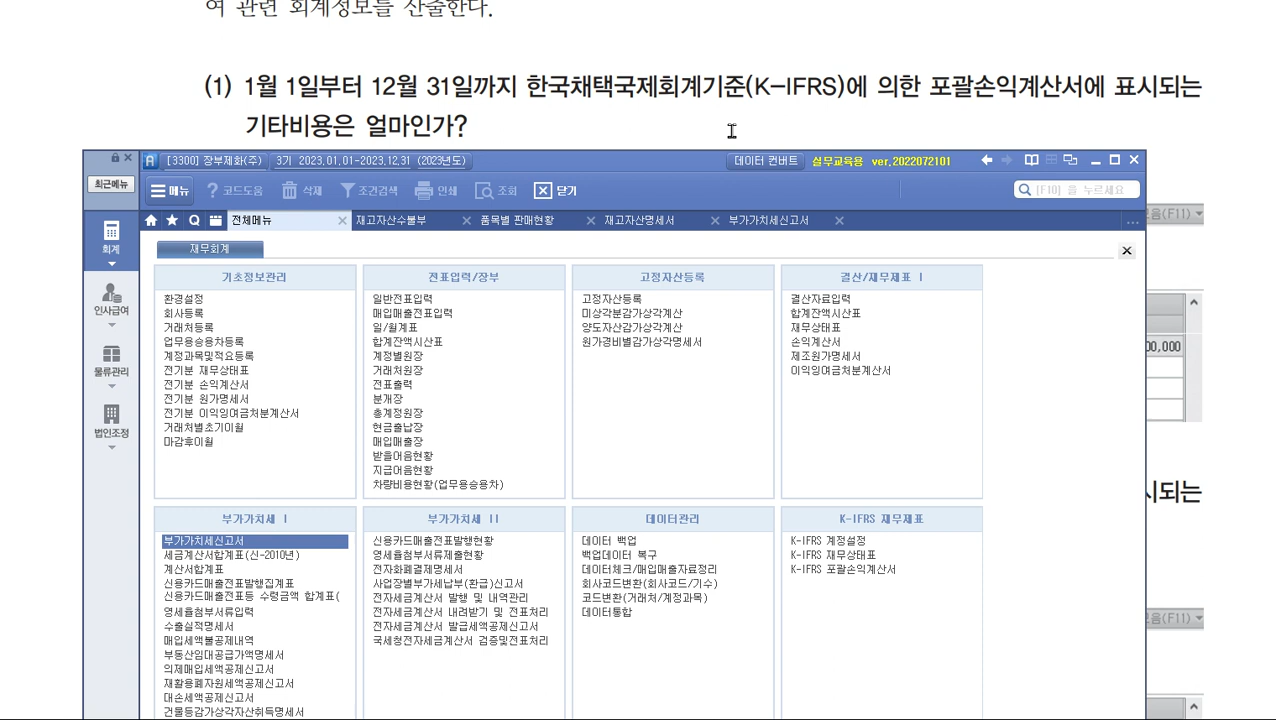 여 관련 회계정보를 산출한다.
(1) 1월 1일부터 12월 31일까지 한국채택국제회계기준(K-IFRS)에 의한 포괄손익계산서에 표시되는
기타비용은 얼마인가?
[3300] 장부제화(주) 3기 2023.01.01-2023.12.31 (2023년도) 데이터 컨버트 실무교육용 ver.2022072101
최근메뉴 메뉴 코드도움 삭제 조건검색 인쇄 조회 닫기 [F10] 을 누르세요
전체메뉴 재고자산수불부 품목별 판매현황 재고자산명세서 부가가치세신고서
회계
인사급여
물류관리
법인조정
재무회계
기초정보관리
환경설정
회사등록
거래처등록
업무용승용차등록
계정과목및적요등록
전기분 재무상태표
전기분 손익계산서
전기분 원가명세서
전기분 이익잉여금처분계산서
거래처별초기이월
마감후이월
전표입력/장부
일반전표입력
매입매출전표입력
일/월계표
합계잔액시산표
계정별원장
거래처원장
전표출력
분개장
총계정원장
현금출납장
매입매출장
받을어음현황
지급어음현황
차량비용현황(업무용승용차)
고정자산등록
고정자산등록
미상각분감가상각계산
양도자산감가상각계산
원가경비별감가상각명세서
결산/재무제표 I
결산자료입력
합계잔액시산표
재무상태표
손익계산서
제조원가명세서
이익잉여금처분계산서
부가가치세 I
부가가치세신고서
세금계산서합계표(신-2010년)
계산서합계표
신용카드매출전표발행집계표
신용카드매출전표등 수령금액 합계표(
영세율첨부서류입력
수출실적명세서
매입세액불공제내역
부동산임대공급가액명세서
의제매입세액공제신고서
재활용폐자원세액공제신고서
대손세액공제신고서
건물등감가상각자산취득명세서
부가가치세 II
신용카드매출전표발행현황
영세율첨부서류제출현황
전자화폐결제명세서
사업장별부가세납부(환급)신고서
전자세금계산서 발행 및 내역관리
전자세금계산서 내려받기 및 전표처리
전자세금계산서 발급세액공제신고서
국세청전자세금계산서 검증및전표처리
데이터관리
데이터 백업
백업데이터 복구
데이터체크/매입매출자료정리
회사코드변환(회사코드/기수)
코드변환(거래처/계정과목)
데이터통합
K-IFRS 재무제표
K-IFRS 계정설정
K-IFRS 재무상태표
K-IFRS 포괄손익계산서
음(F11)
00,000
시되는
음(F11)